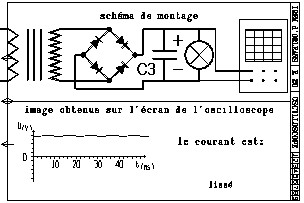 schéma de montage
C3
+
−
image obtenue sur l'écran de l'oscilloscope
U(V)
0
10 20 30 40 t(ms)
le courant est:
lissé